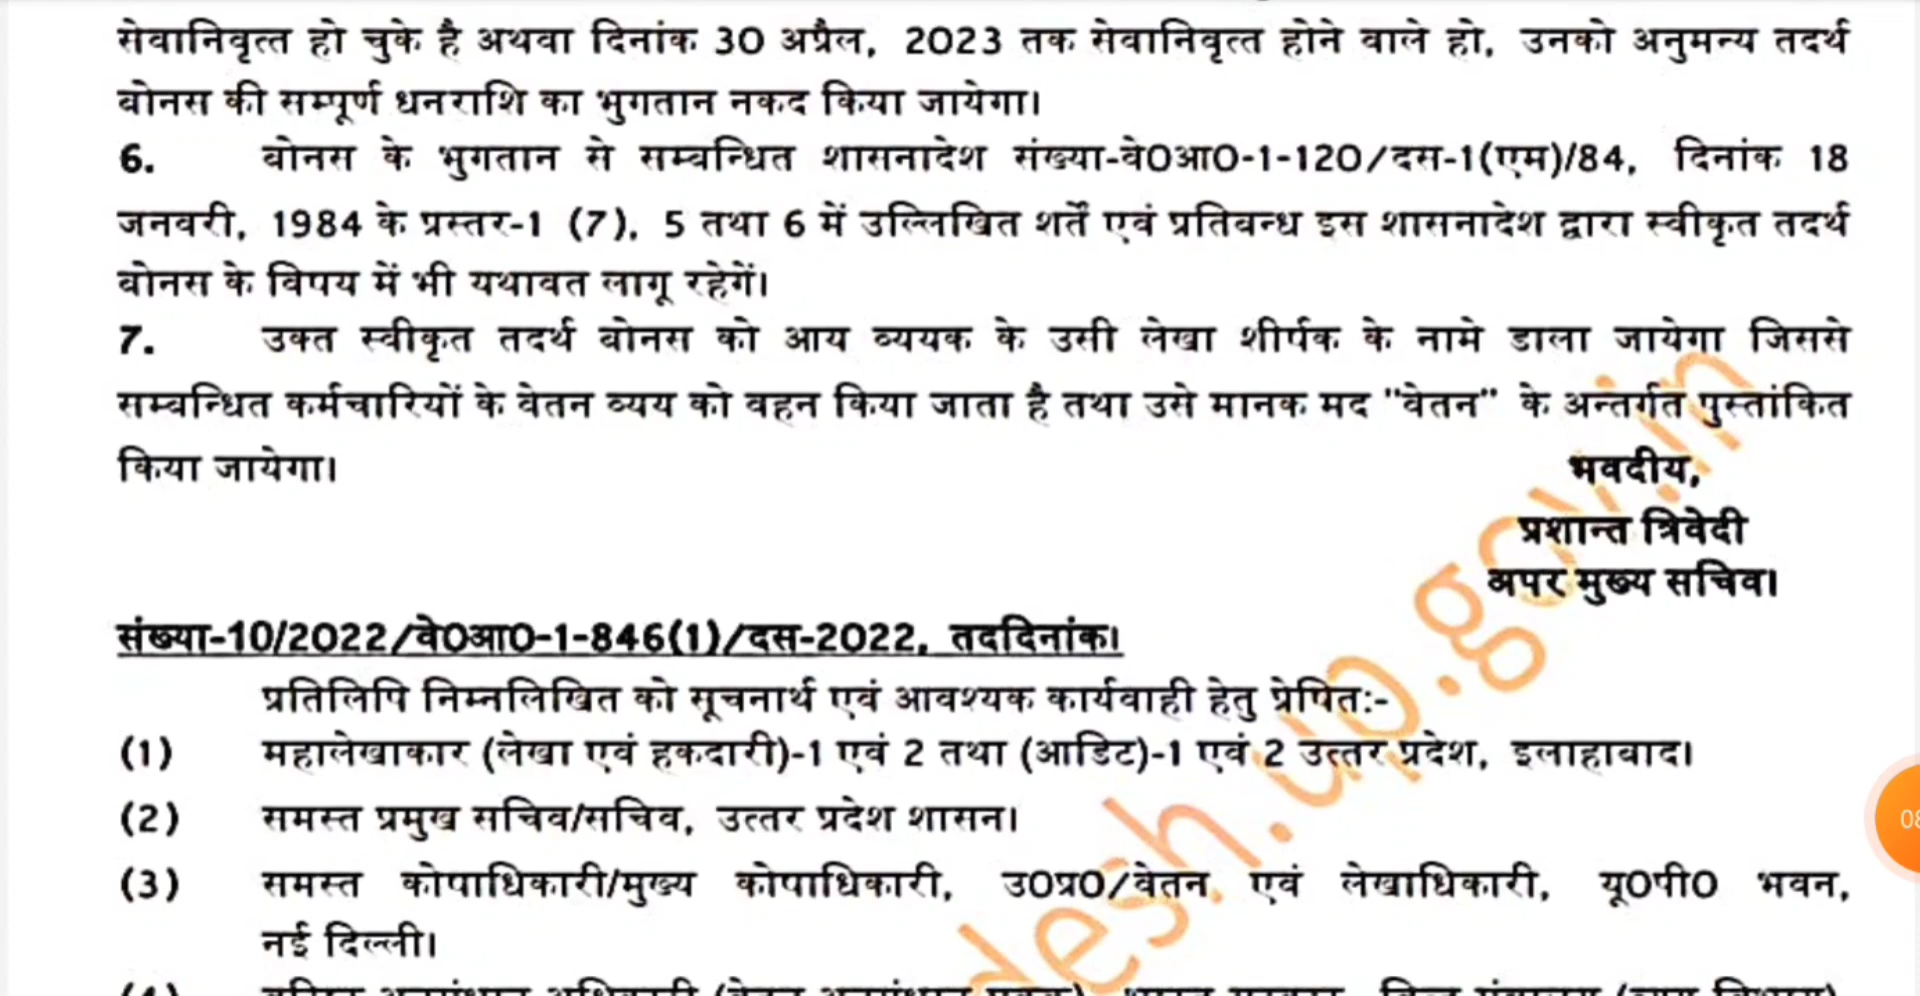 सेवानिवृत्त हो चुके है अथवा दिनांक 30 अप्रैल, 2023 तक सेवानिवृत्त होने वाले हो, उनको अनुमन्य तदर्थ
बोनस की सम्पूर्ण धनराशि का भुगतान नकद किया जायेगा।
6. बोनस के भुगतान से सम्बन्धित शासनादेश संख्या-वे0आ0-1-120/दस-1(एम)/84, दिनांक 18
जनवरी, 1984 के प्रस्तर-1 (7), 5 तथा 6 में उल्लिखित शर्तें एवं प्रतिबन्ध इस शासनादेश द्वारा स्वीकृत तदर्थ
बोनस के विषय में भी यथावत लागू रहेगें।
7. उक्त स्वीकृत तदर्थ बोनस को आय व्ययक के उसी लेखा शीर्षक के नामे डाला जायेगा जिससे
सम्बन्धित कर्मचारियों के वेतन व्यय को वहन किया जाता है तथा उसे मानक मद "वेतन" के अन्तर्गत पुस्तांकित
किया जायेगा।
भवदीय,
प्रशान्त त्रिवेदी
अपर मुख्य सचिव।
संख्या-10/2022/वे0आ0-1-846(1)/दस-2022, तददिनांक।
प्रतिलिपि निम्नलिखित को सूचनार्थ एवं आवश्यक कार्यवाही हेतु प्रेषित:-
(1) महालेखाकार (लेखा एवं हकदारी)-1 एवं 2 तथा (आडिट)-1 एवं 2 उत्तर प्रदेश, इलाहाबाद।
(2) समस्त प्रमुख सचिव/सचिव, उत्तर प्रदेश शासन।
(3) समस्त कोषाधिकारी/मुख्य कोषाधिकारी, उ0प्र0/वेतन एवं लेखाधिकारी, यू0पी0 भवन,
नई दिल्ली।
desh.up.gov.in
08